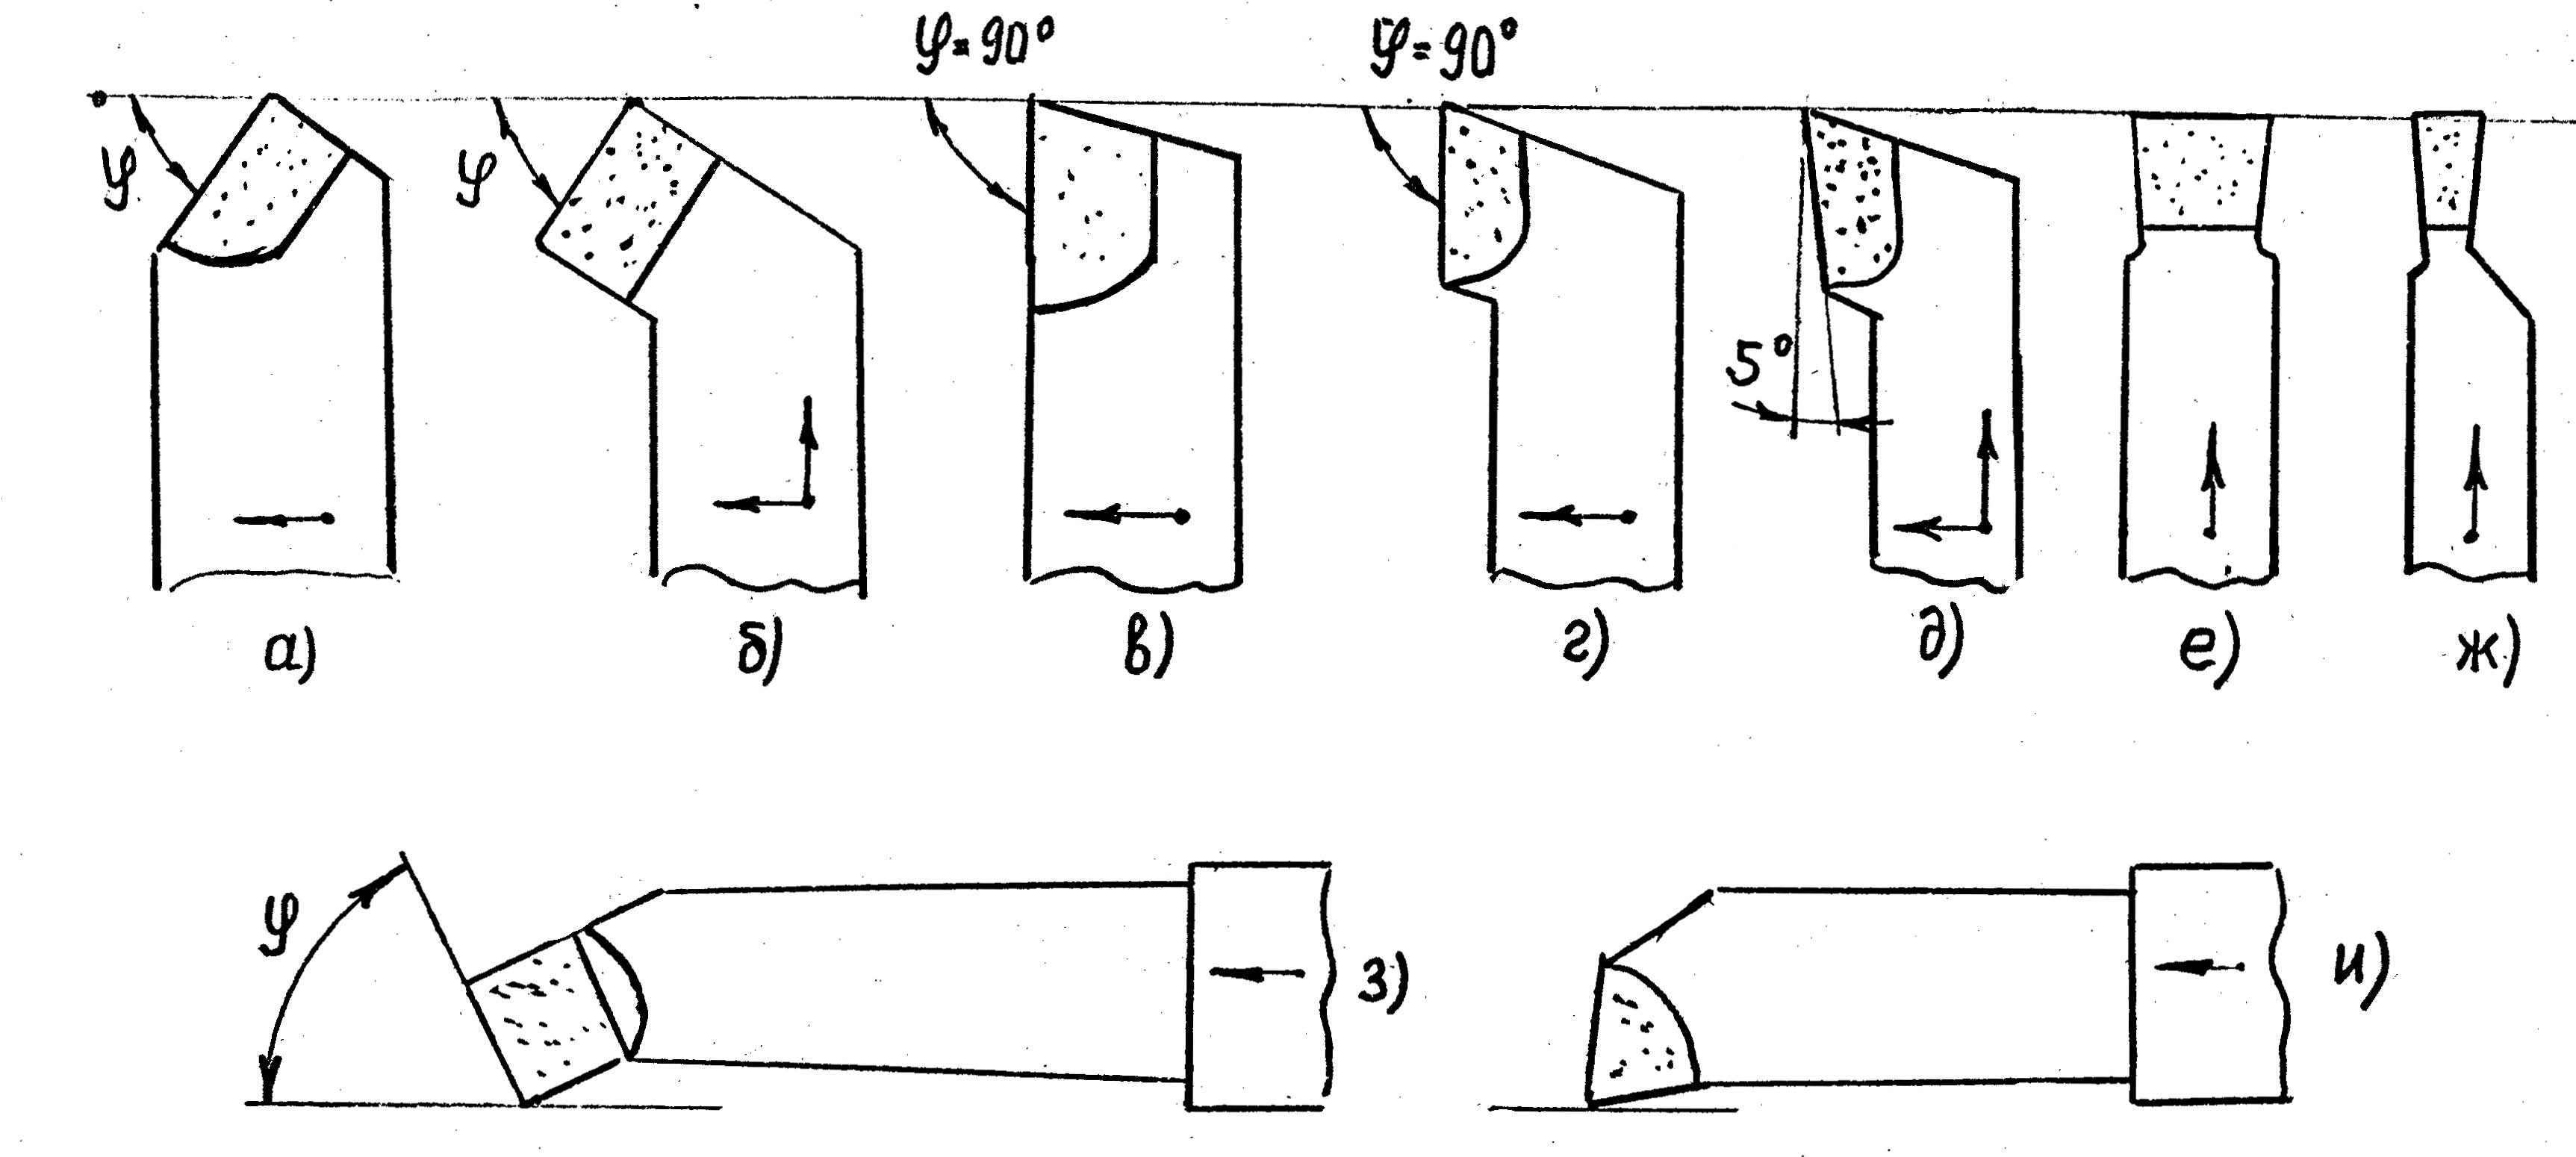 φ=90° φ=90°
φ φ
5°
а) б) в) г) д) е) ж)
φ з) и)